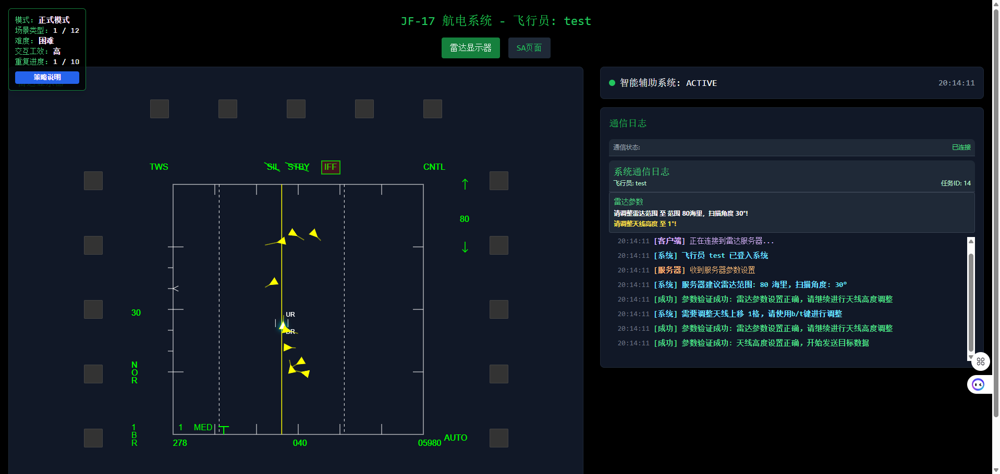 模式: 正式模式
场景类型: 1 / 12
难度: 困难
交互工效: 高
重复进度: 1 / 10
策略说明
JF-17 航电系统 - 飞行员: test
雷达显示器
SA页面
TWS
SIL
STBY
IFF
CNTL
80
30
UR
DR
NOR
1BR
1
MED
278
040
05980
AUTO
智能辅助系统: ACTIVE
20:14:11
通信日志
通信状态:
已连接
系统通信日志
飞行员: test
任务ID: 14
雷达参数
请调整雷达范围 至 范围 80海里，扫描角度 30°!
请调整天线高度 至 1°!
20:14:11 [客户端] 正在连接到雷达服务器...
20:14:11 [系统] 飞行员 test 已登入系统
20:14:11 [服务器] 收到服务器参数设置
20:14:11 [系统] 服务器建议雷达范围: 80 海里，扫描角度: 30°
20:14:11 [成功] 参数验证成功: 雷达参数设置正确，请继续进行天线高度调整
20:14:11 [系统] 需要调整天线上移 1格，请使用b/t键进行调整
20:14:11 [成功] 参数验证成功: 雷达参数设置正确，请继续进行天线高度调整
20:14:11 [成功] 参数验证成功: 天线高度设置正确，开始发送目标数据